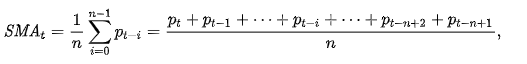 SMA_t = \frac{1}{n} \sum_{i=0}^{n-1} p_{t-i} = \frac{p_t + p_{t-1} + \cdots + p_{t-i} + \cdots + p_{t-n+2} + p_{t-n+1}}{n},